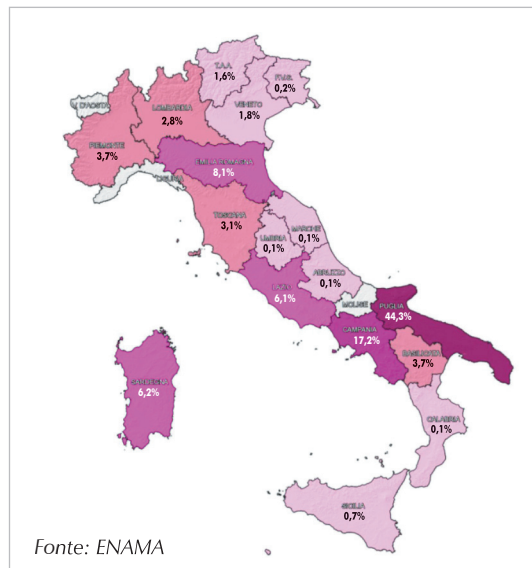 T.A.A.
1,6%
F.V.G.
0,2%
V. D'AOSTA
LOMBARDIA
2,8%
VENETO
1,8%
PIEMONTE
3,7%
EMILIA ROMAGNA
8,1%
LIGURIA
TOSCANA
3,1%
MARCHE
0,1%
UMBRIA
0,1%
ABRUZZO
0,1%
LAZIO
6,1%
MOLISE
PUGLIA
44,3%
CAMPANIA
17,2%
BASILICATA
3,7%
SARDEGNA
6,2%
CALABRIA
0,1%
SICILIA
0,7%
Fonte: ENAMA